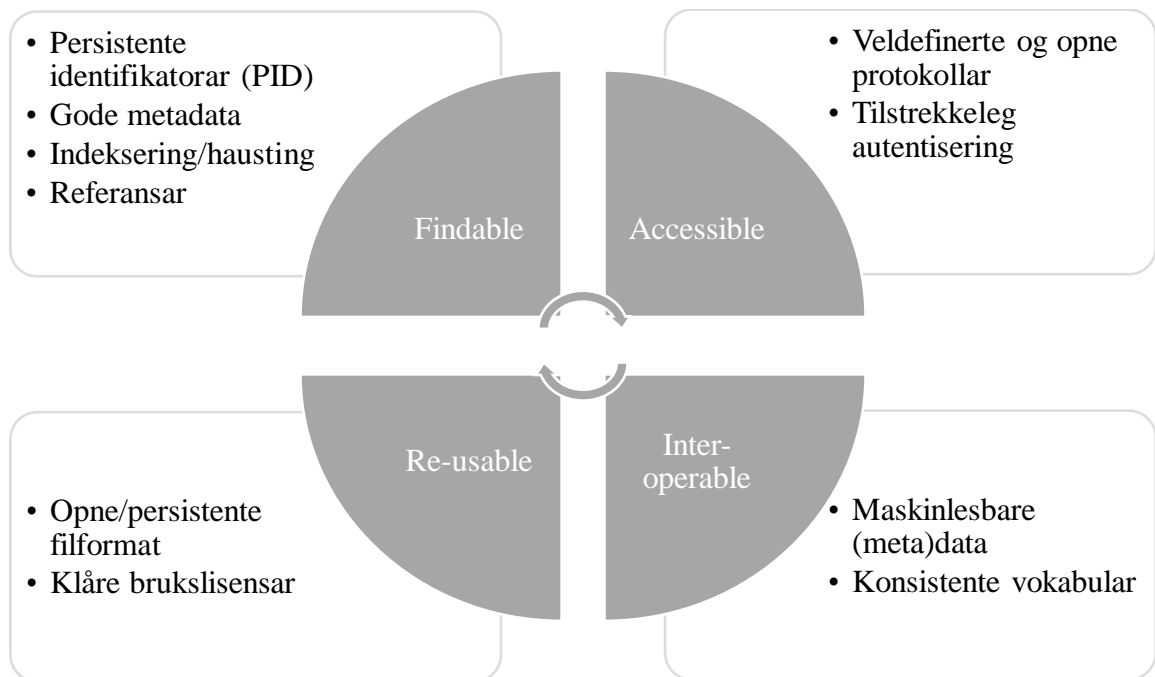 • Persistente
identifikatorar (PID)
• Gode metadata
• Indeksering/hausting
• Referansar
• Veldefinerte og opne
protokollar
• Tilstrekkeleg
autentisering
Findable
Accessible
Re-usable
Inter-
operable
• Opne/persistente
filformat
• Klåre brukslisensar
• Maskinlesbare
(meta)data
• Konsistente vokabular